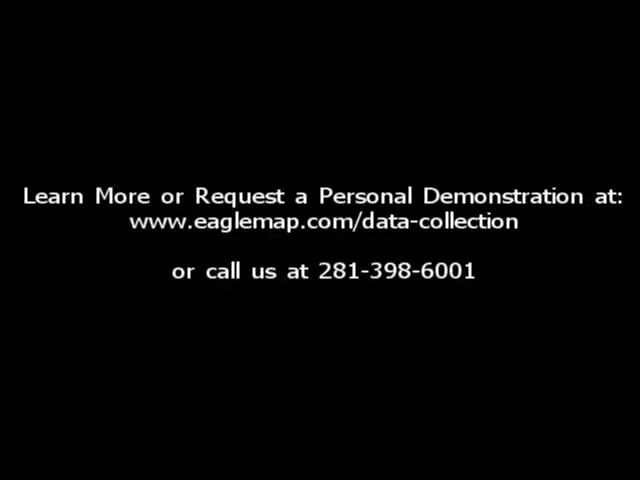 Learn More or Request a Personal Demonstration at:
www.eaglemap.com/data-collection
or call us at 281-398-6001